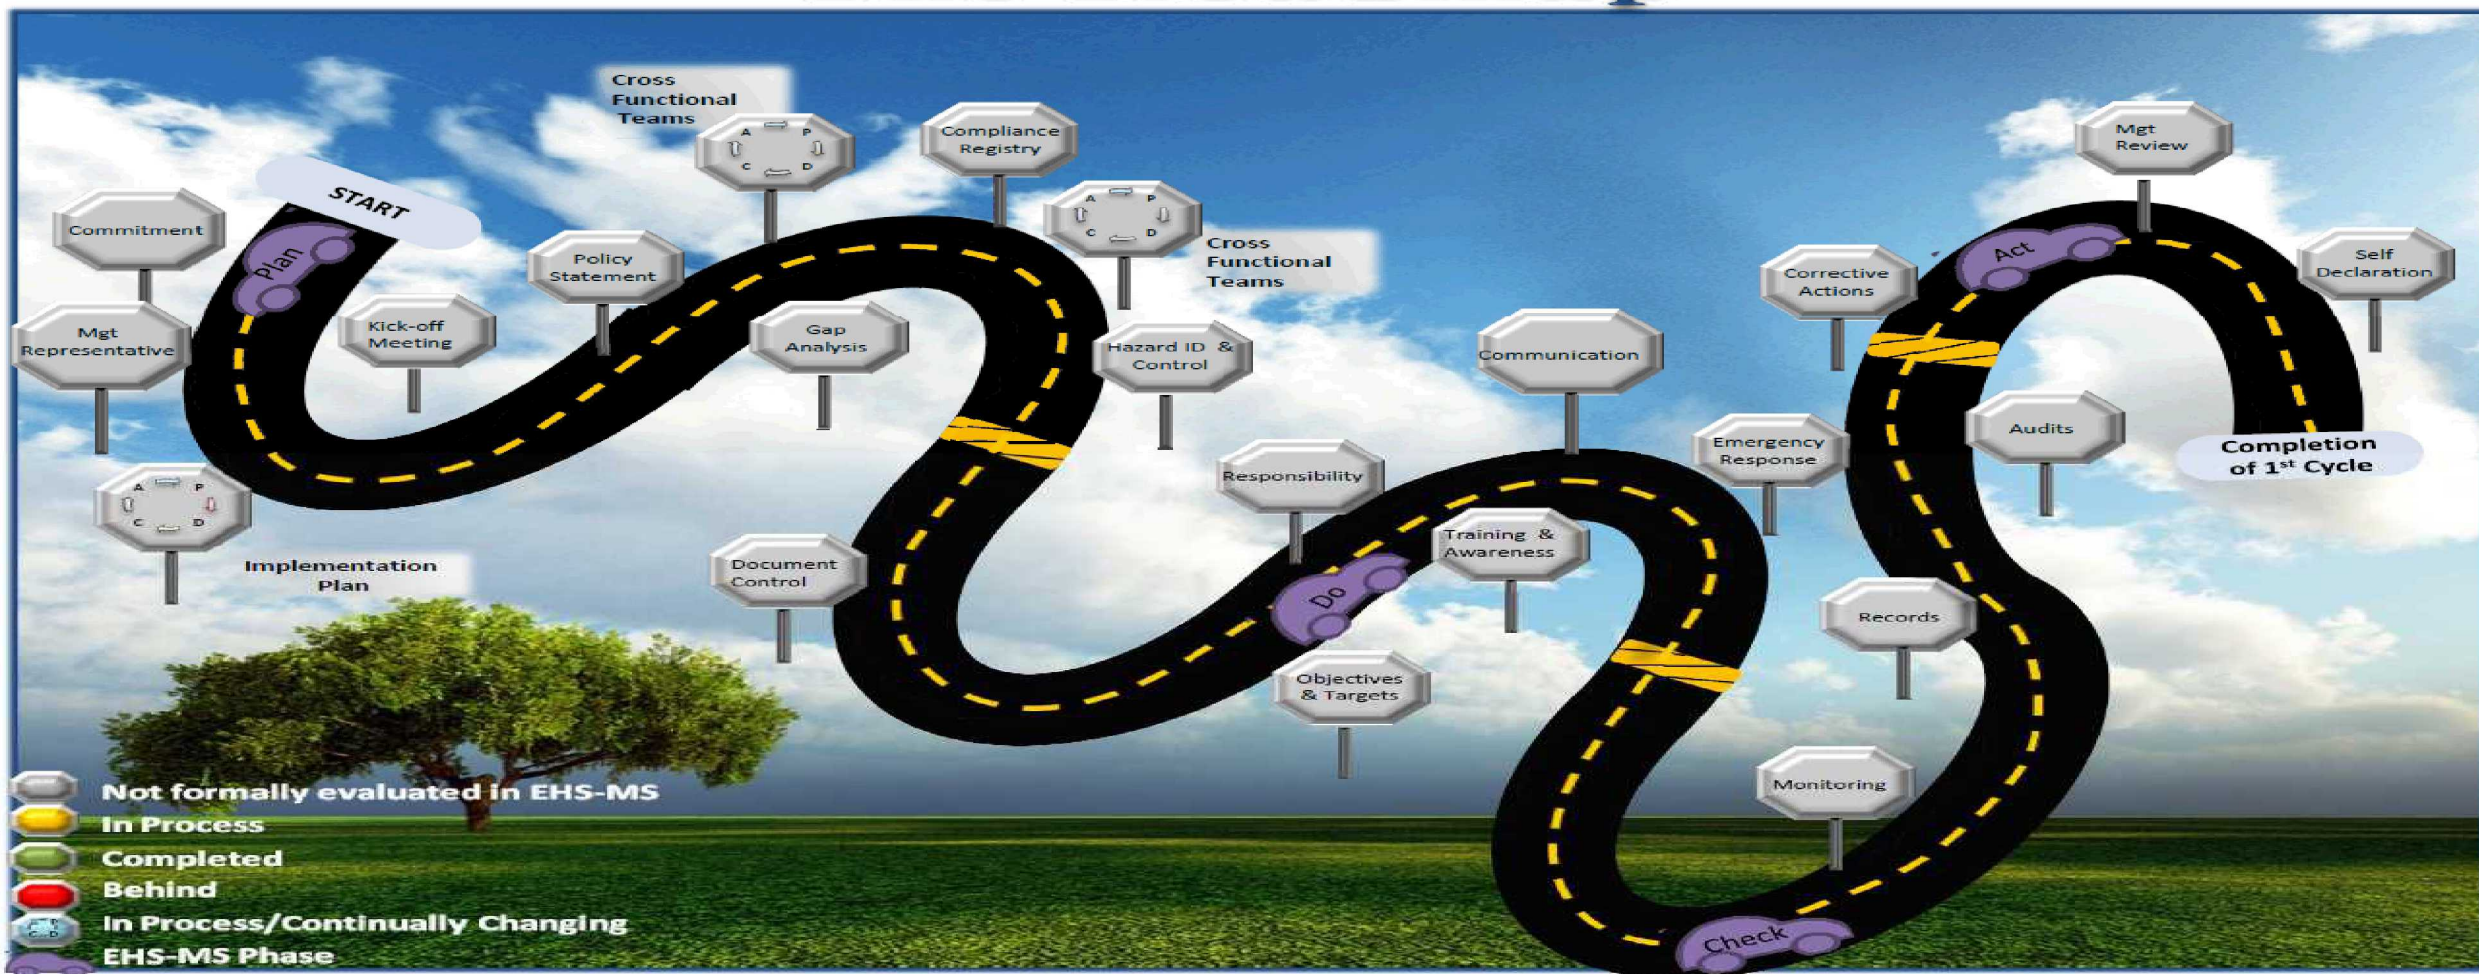 START
Plan
Commitment
Mgt
Representative
A P
C D
Implementation
Plan
Kick-off
Meeting
Policy
Statement
Cross
Functional
Teams
A P
C D
Gap
Analysis
Compliance
Registry
A P
C D
Cross
Functional
Teams
Hazard ID &
Control
Document
Control
Responsibility
Do
Objectives
& Targets
Training &
Awareness
Communication
Emergency
Response
Check
Monitoring
Records
Audits
Corrective
Actions
Act
Mgt
Review
Self
Declaration
Completion
of 1st Cycle
Not formally evaluated in EHS-MS
In Process
Completed
Behind
In Process/Continually Changing
EHS-MS Phase